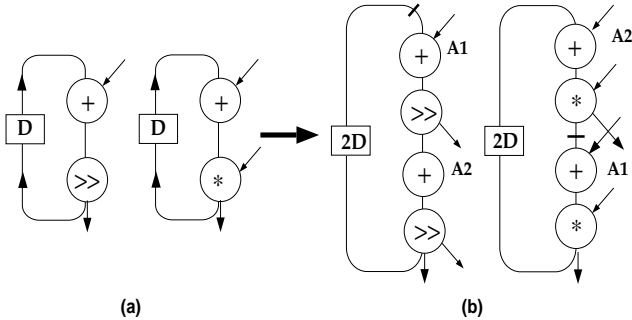 + A1
+ A2
D + D + >> * 
2D 2D
>> * + A2 + A1
>> *
(a) (b)